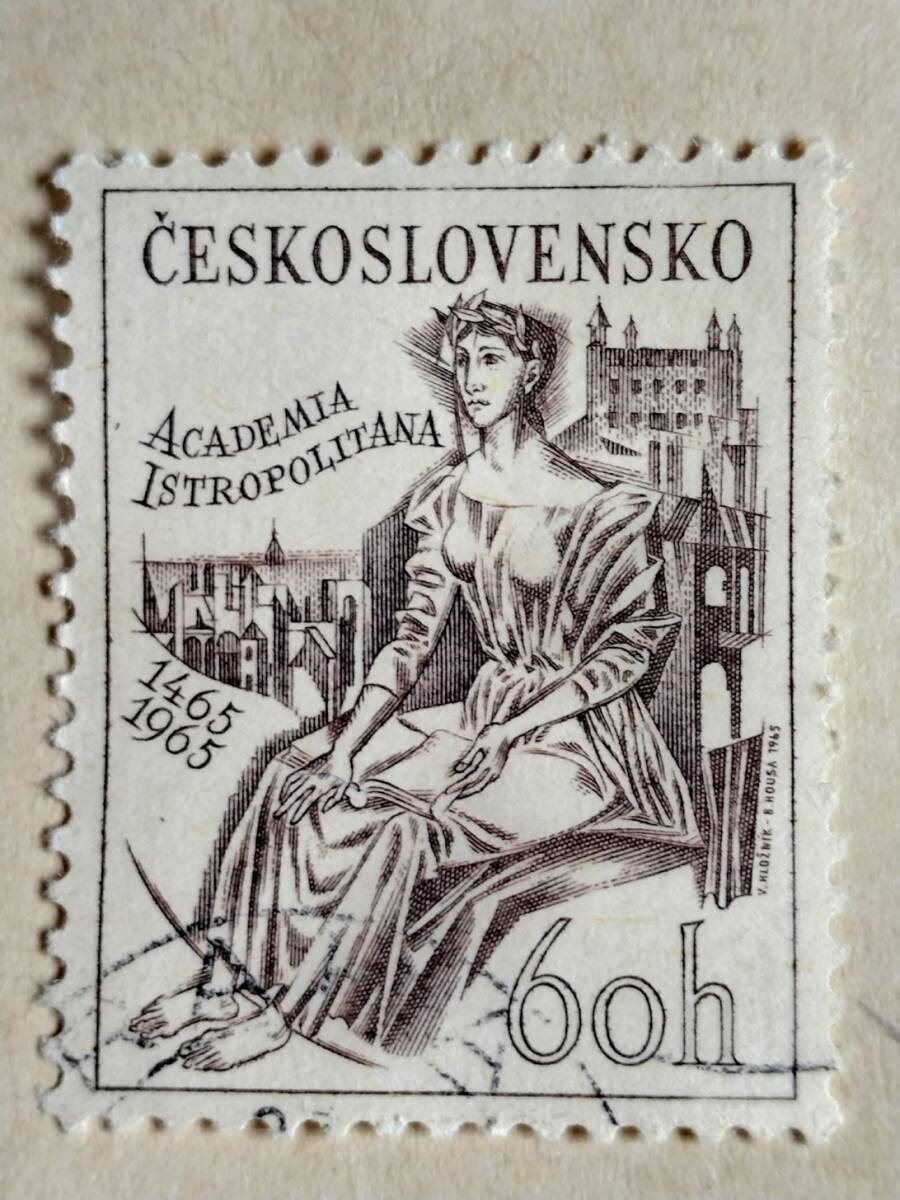 ČESKOSLOVENSKO
ACADEMIA
ISTROPOLITANA
1465
1965
V. HLOŽNÍK - B. HOUSA 1965
60h